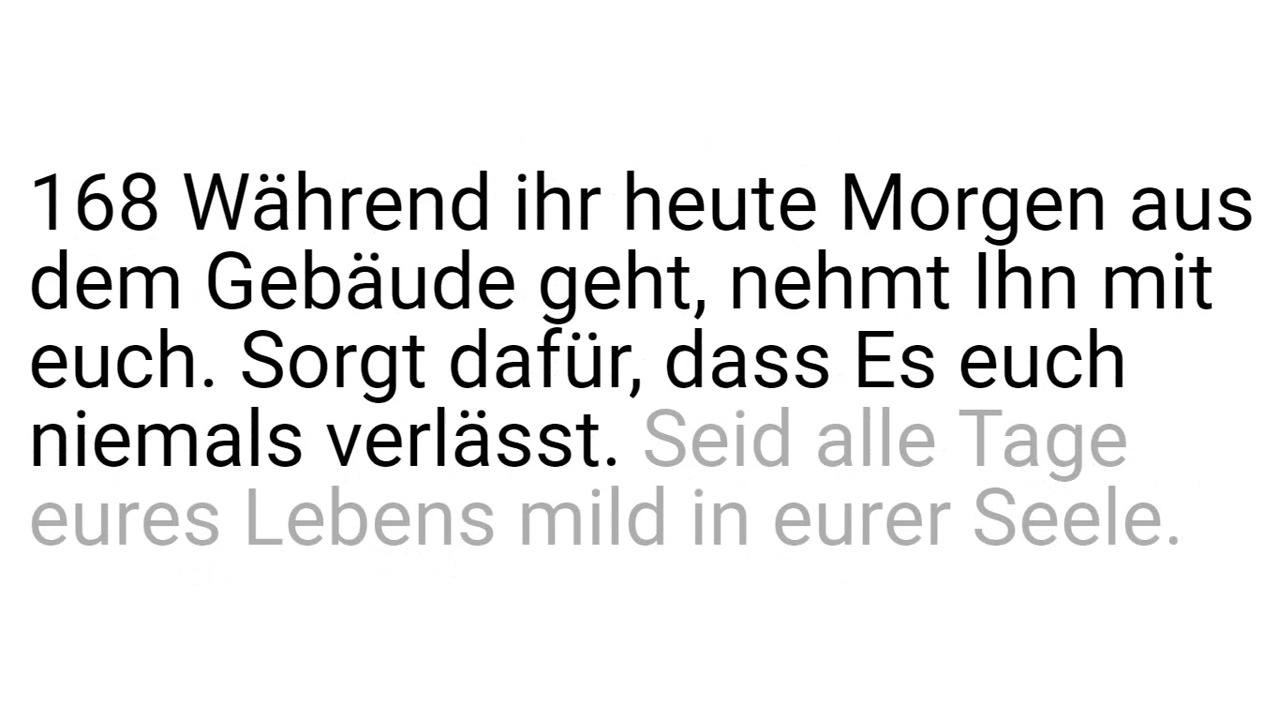 168 Während ihr heute Morgen aus
dem Gebäude geht, nehmt Ihn mit
euch. Sorgt dafür, dass Es euch
niemals verlässt. Seid alle Tage
eures Lebens mild in eurer Seele.